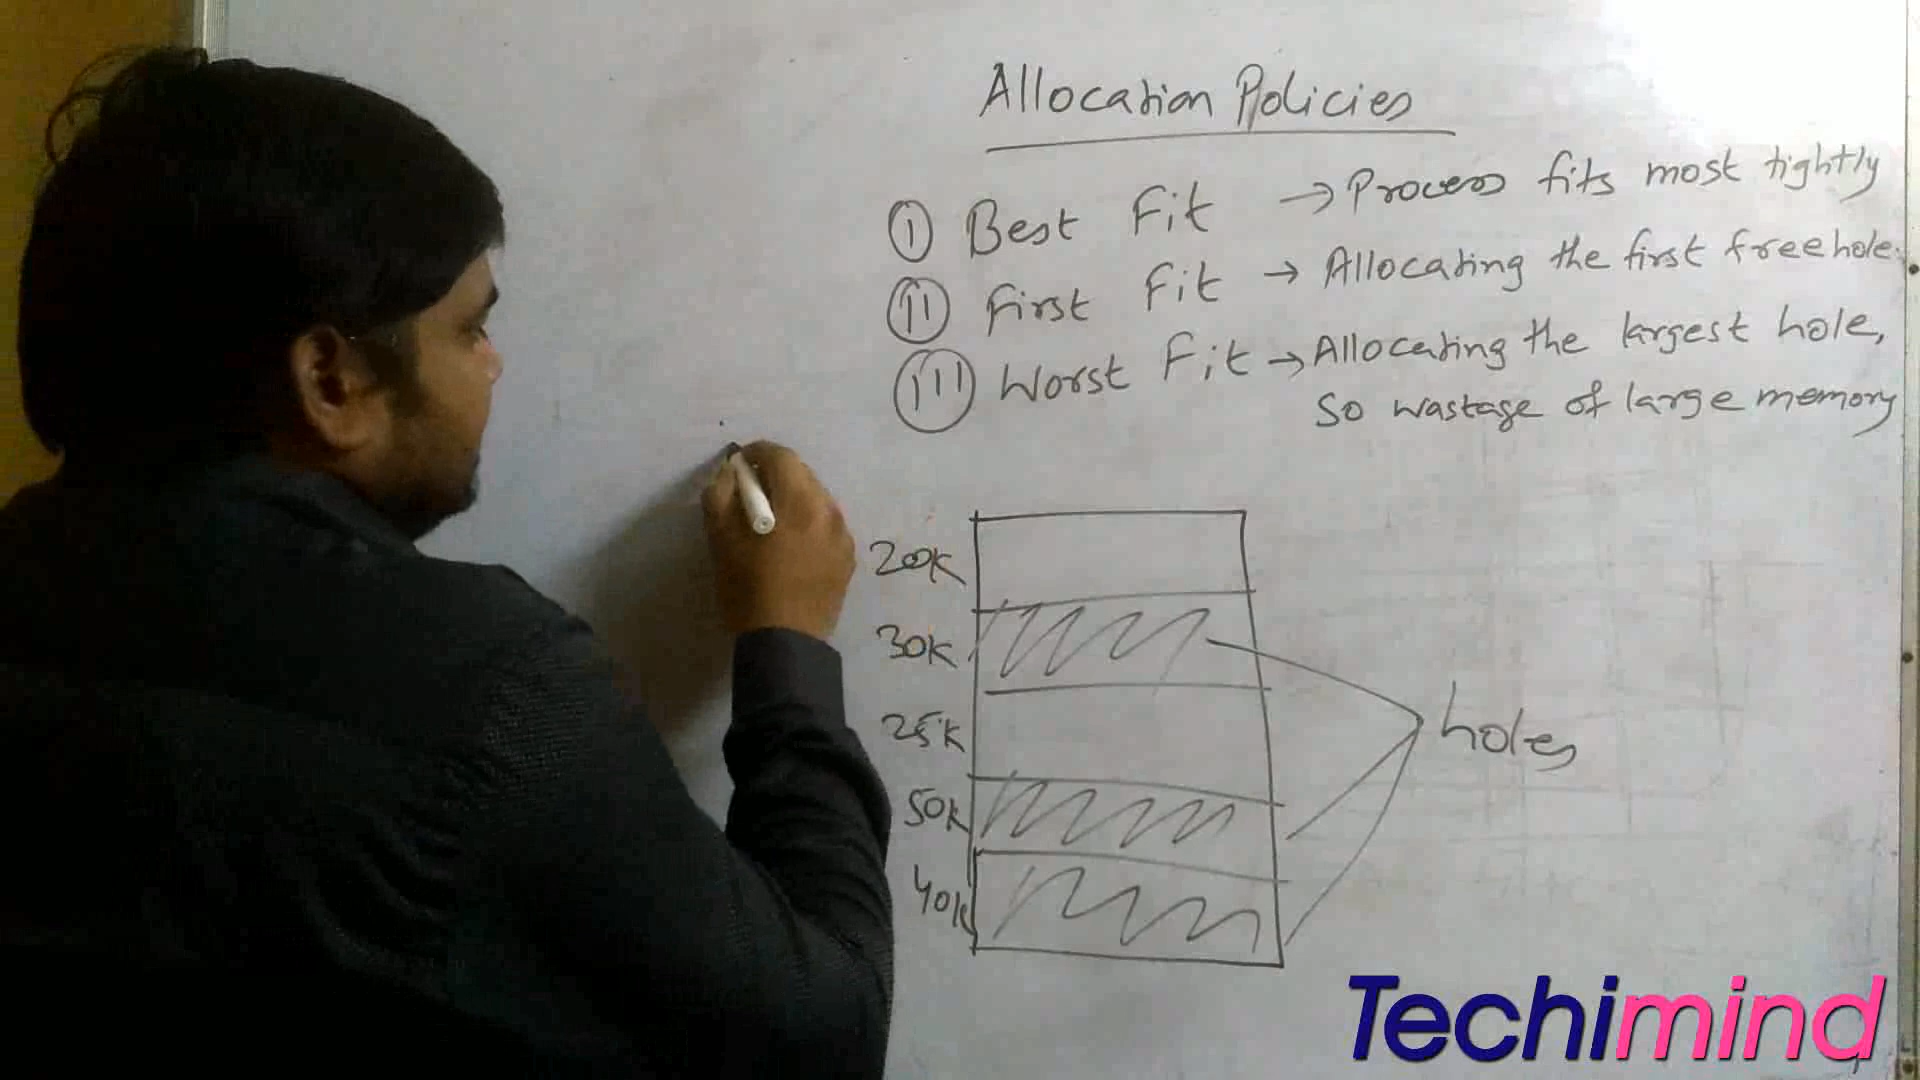 Allocation Policies
I Best Fit → Process fits most tightly
II First Fit → Allocating the first free hole.
III Worst Fit → Allocating the largest hole,
So wastage of large memory
200K
30K
25K
50K
40K
holes
Techimind